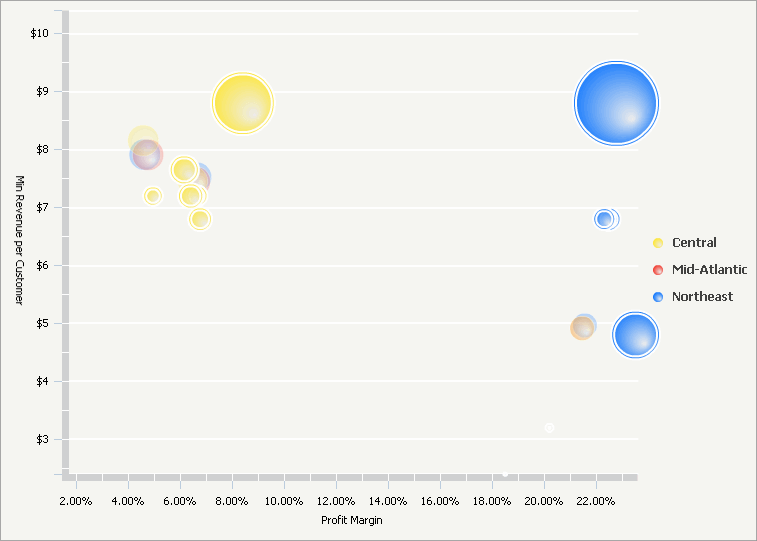 $10
$9
$8
$7
$6
$5
$4
$3
Min Revenue per Customer
2.00% 4.00% 6.00% 8.00% 10.00% 12.00% 14.00% 16.00% 18.00% 20.00% 22.00%
Profit Margin
Central
Mid-Atlantic
Northeast